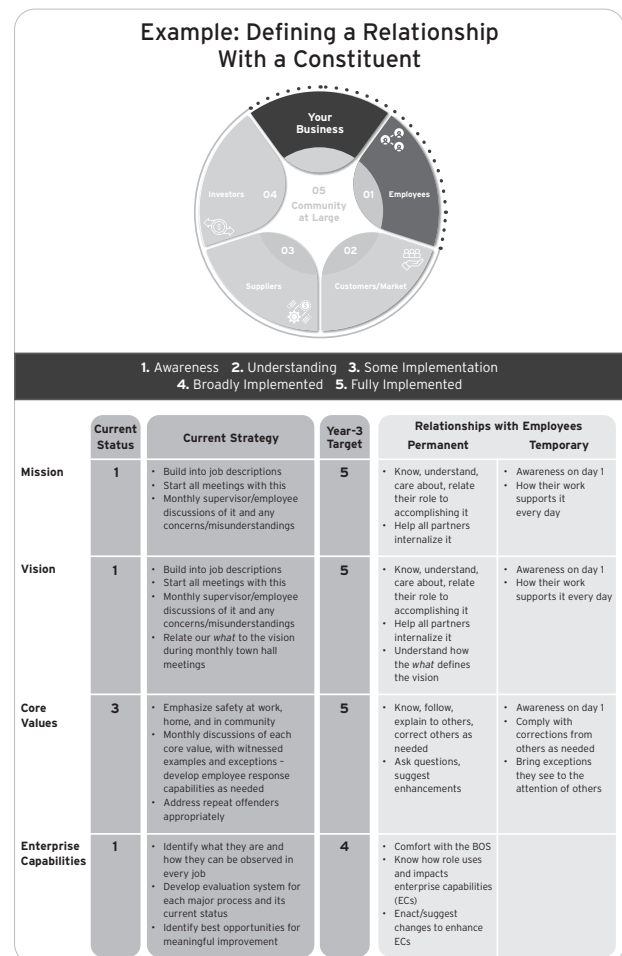 Example: Defining a Relationship
With a Constituent
Your
Business
Employees
01
Investors
04
05
Community
at Large
03
02
Suppliers
Customers/Market
1. Awareness 2. Understanding 3. Some Implementation
4. Broadly Implemented 5. Fully Implemented
Current
Status
Current Strategy
Year-3
Target
Relationships with Employees
Permanent
Temporary
Mission
1
• Build into job descriptions
• Start all meetings with this
• Monthly supervisor/employee
discussions of it and any
concerns/misunderstandings
5
• Know, understand,
care about, relate
their role to
accomplishing it
• Help all partners
internalize it
• Awareness on day 1
• How their work
supports it
every day
Vision
1
• Build into job descriptions
• Start all meetings with this
• Monthly supervisor/employee
discussions of it and any
concerns/misunderstandings
• Relate our what to the vision
during monthly town hall
meetings
5
• Know, understand,
care about, relate
their role to
accomplishing it
• Help all partners
internalize it
• Understand how
the what defines
the vision
• Awareness on day 1
• How their work
supports it every day
Core
Values
3
• Emphasize safety at work,
home, and in community
• Monthly discussions of each
core value, with witnessed
examples and exceptions –
develop employee response
capabilities as needed
• Address repeat offenders
appropriately
5
• Know, follow,
explain to others,
correct others as
needed
• Ask questions,
suggest
enhancements
• Awareness on day 1
• Comply with
corrections from
others as needed
• Bring exceptions
they see to the
attention of others
Enterprise
Capabilities
1
• Identify what they are and
how they can be observed in
every job
• Develop evaluation system for
each major process and its
current status
• Identify best opportunities for
meaningful improvement
4
• Comfort with the BOS
• Know how role uses
and impacts
enterprise capabilities
(ECs)
• Enact/suggest
changes to enhance
ECs